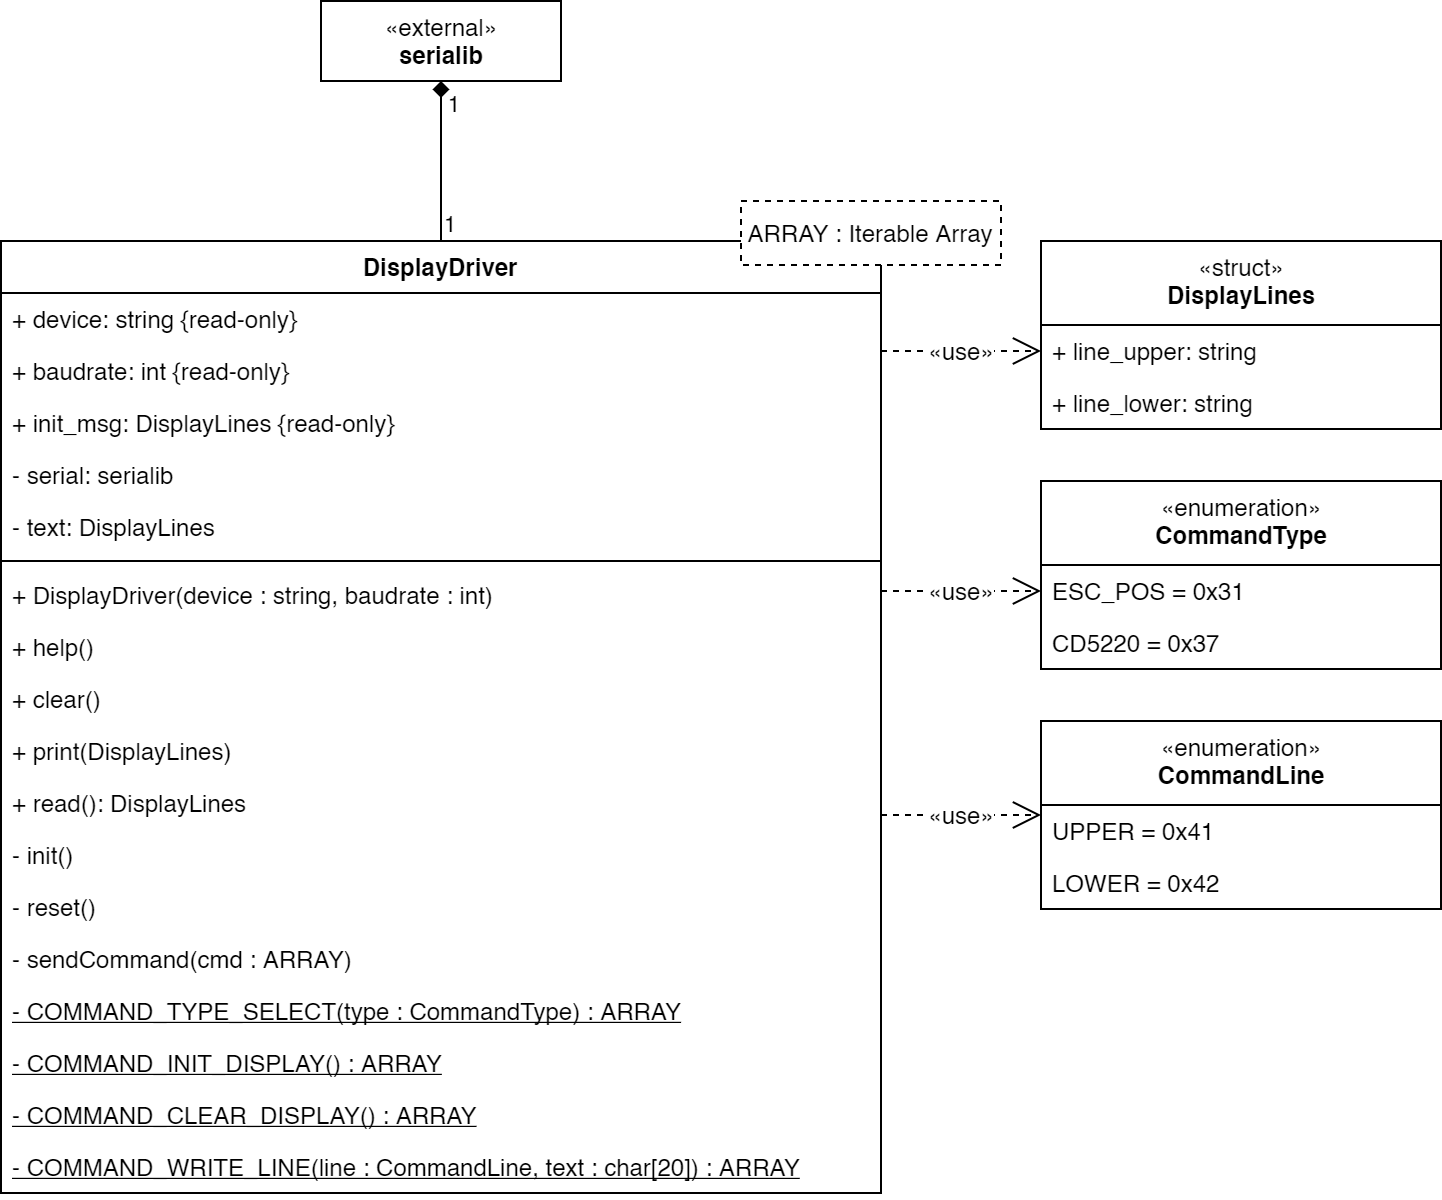 «external»
serialib
1
1
ARRAY : Iterable Array
DisplayDriver
+ device: string {read-only}
+ baudrate: int {read-only}
+ init_msg: DisplayLines {read-only}
- serial: serialib
- text: DisplayLines
+ DisplayDriver(device : string, baudrate : int)
+ help()
+ clear()
+ print(DisplayLines)
+ read(): DisplayLines
- init()
- reset()
- sendCommand(cmd : ARRAY)
- COMMAND_TYPE_SELECT(type : CommandType) : ARRAY
- COMMAND_INIT_DISPLAY() : ARRAY
- COMMAND_CLEAR_DISPLAY() : ARRAY
- COMMAND_WRITE_LINE(line : CommandLine, text : char[20]) : ARRAY
«use»
«struct»
DisplayLines
+ line_upper: string
+ line_lower: string
«use»
«enumeration»
CommandType
ESC_POS = 0x31
CD5220 = 0x37
«use»
«enumeration»
CommandLine
UPPER = 0x41
LOWER = 0x42